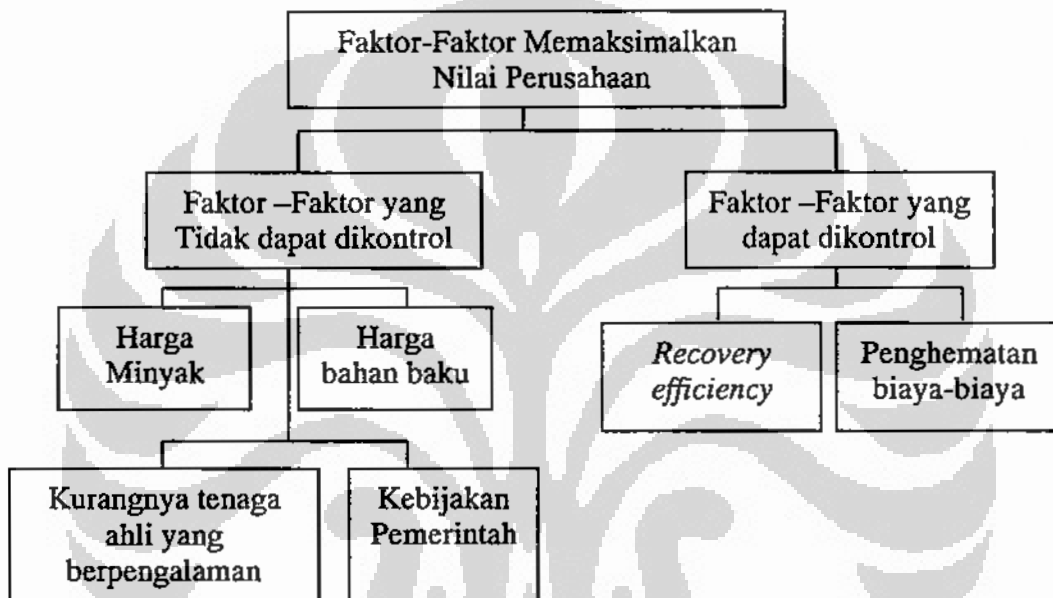 Faktor-Faktor Memaksimalkan
Nilai Perusahaan
Faktor –Faktor yang
Tidak dapat dikontrol
Faktor –Faktor yang
dapat dikontrol
Harga
Minyak
Harga
bahan baku
Recovery
efficiency
Penghematan
biaya-biaya
Kurangnya tenaga
ahli yang
berpengalaman
Kebijakan
Pemerintah